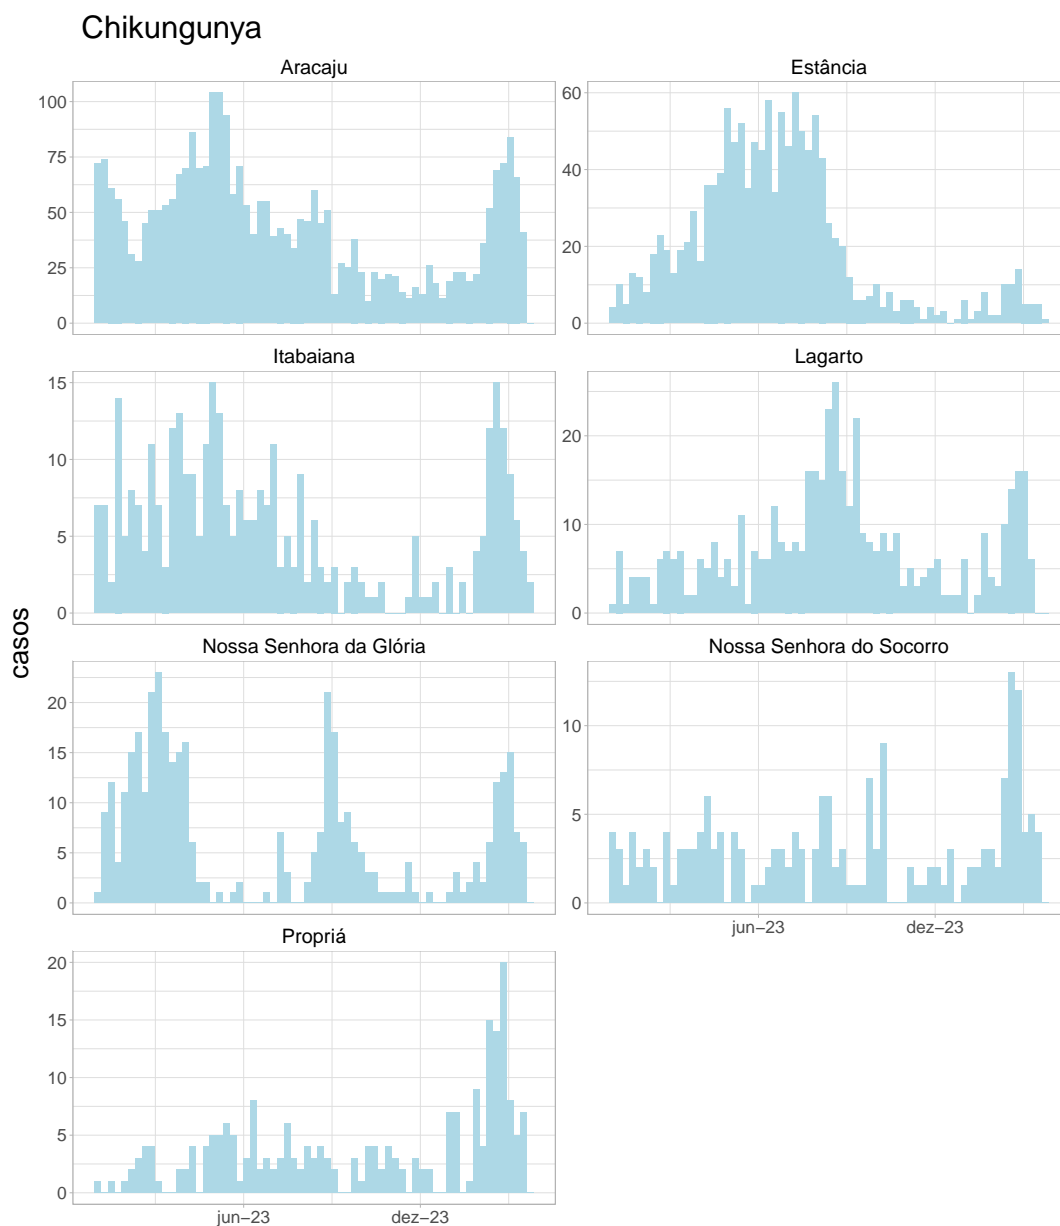 Chikungunya
Aracaju
Estância
100
75
50
25
0
60
40
20
0
Itabaiana
Lagarto
15
10
5
0
20
10
0
casos
Nossa Senhora da Glória
Nossa Senhora do Socorro
20
15
10
5
0
10
5
0
jun−23
dez−23
Propriá
20
15
10
5
0
jun−23
dez−23